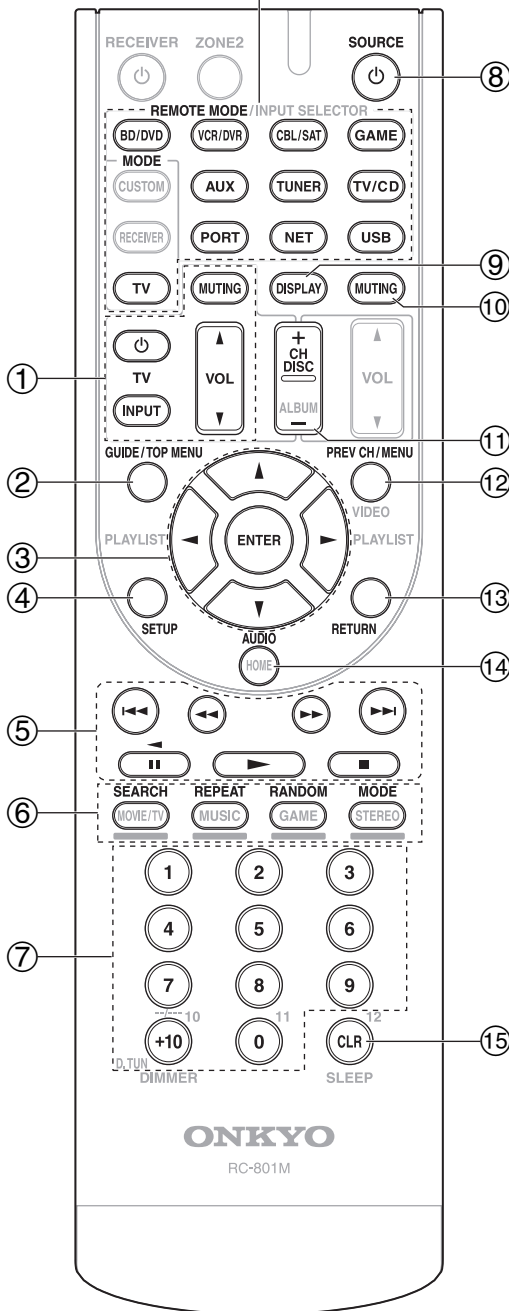 RECEIVER ZONE2 SOURCE
⑧
REMOTE MODE/INPUT SELECTOR
BD/DVD VCR/DVR CBL/SAT GAME
MODE
CUSTOM AUX TUNER TV/CD
RECEIVER PORT NET USB
⑨
TV MUTING DISPLAY MUTING
⑩
①
TV VOL + CH DISC VOL
INPUT ALBUM –
⑪
GUIDE/TOP MENU PREV CH/MENU
② ⑫
VIDEO
PLAYLIST ENTER PLAYLIST
③
④ ⑬
SETUP RETURN
AUDIO
HOME
⑭
⑤
SEARCH REPEAT RANDOM MODE
⑥ MOVIE/TV MUSIC GAME STEREO
1 2 3
4 5 6
⑦
7 8 9
-/--- 10 11 12
+10 0 CLR ⑮
D.TUN
DIMMER SLEEP
ONKYO
RC-801M